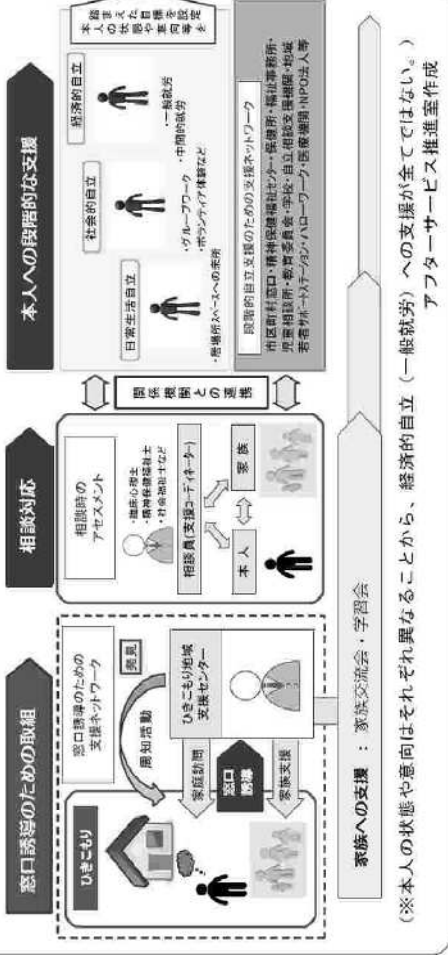 窓口誘導のための取組
ひきこもり
窓口誘導のための
支援ネットワーク
発見
周知活動
家庭訪問
窓口
誘導
家族支援
ひきこもり地域
支援センター
相談対応
相談時の
アセスメント
・臨床心理士
・精神保健福祉士
・社会福祉士など
相談員(支援コーディネーター)
本人
家族
関係機関との連携
本人への段階的な支援
日常生活自立
・居場所スペースへの来所
社会的自立
・グループワーク
・ボランティア体験など
経済的自立
・一般就労
・中間的就労
本人の状態や意向等を
踏まえた目標を設定
段階的自立支援のための支援ネットワーク
市区町村窓口・精神保健福祉センター・保健所・福祉事務所・
児童相談所・教育委員会・学校・自立相談支援機関・地域
若者サポートステーション・ハローワーク・医療機関・NPO法人等
家族への支援 : 家族交流会・学習会
(※本人の状態や意向はそれぞれ異なることから、経済的自立(一般就労)への支援が全てではない。)
アフターサービス推進室作成